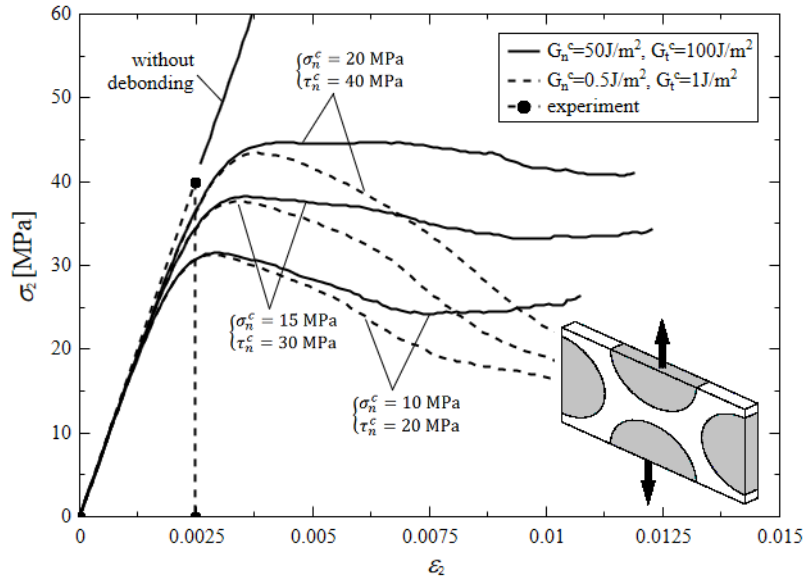 60
50
40
30
20
10
0
σ₂ [MPa]
without
debonding
{σₙᶜ = 20 MPa
τₙᶜ = 40 MPa
Gₙᶜ=50J/m², Gₜᶜ=100J/m²
Gₙᶜ=0.5J/m², Gₜᶜ=1J/m²
experiment
{σₙᶜ = 15 MPa
τₙᶜ = 30 MPa
{σₙᶜ = 10 MPa
τₙᶜ = 20 MPa
0 0.0025 0.005 0.0075 0.01 0.0125 0.015
ε₂